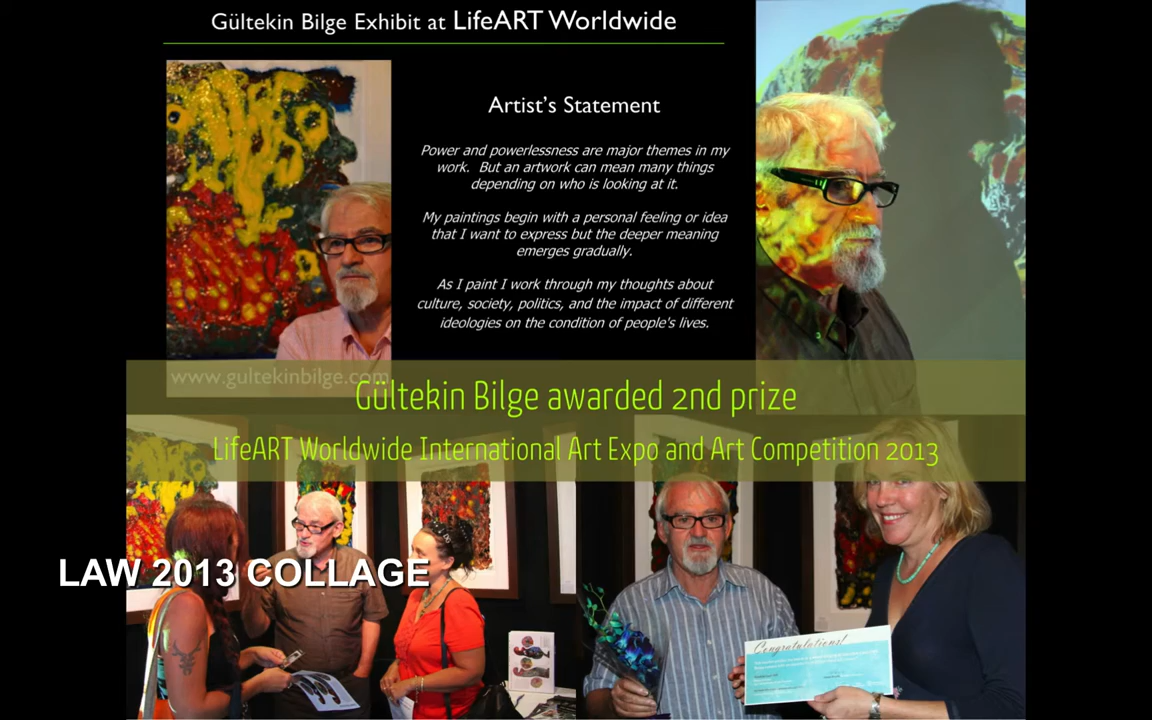 Gültekin Bilge Exhibit at LifeART Worldwide
Artist's Statement
Power and powerlessness are major themes in my
work. But an artwork can mean many things
depending on who is looking at it.
My paintings begin with a personal feeling or idea
that I want to express but the deeper meaning
emerges gradually.
As I paint I work through my thoughts about
culture, society, politics, and the impact of different
ideologies on the condition of people's lives.
www.gultekinbilge.com
Gültekin Bilge awarded 2nd prize
LifeART Worldwide International Art Expo and Art Competition 2013
LAW 2013 COLLAGE
Congratulations!